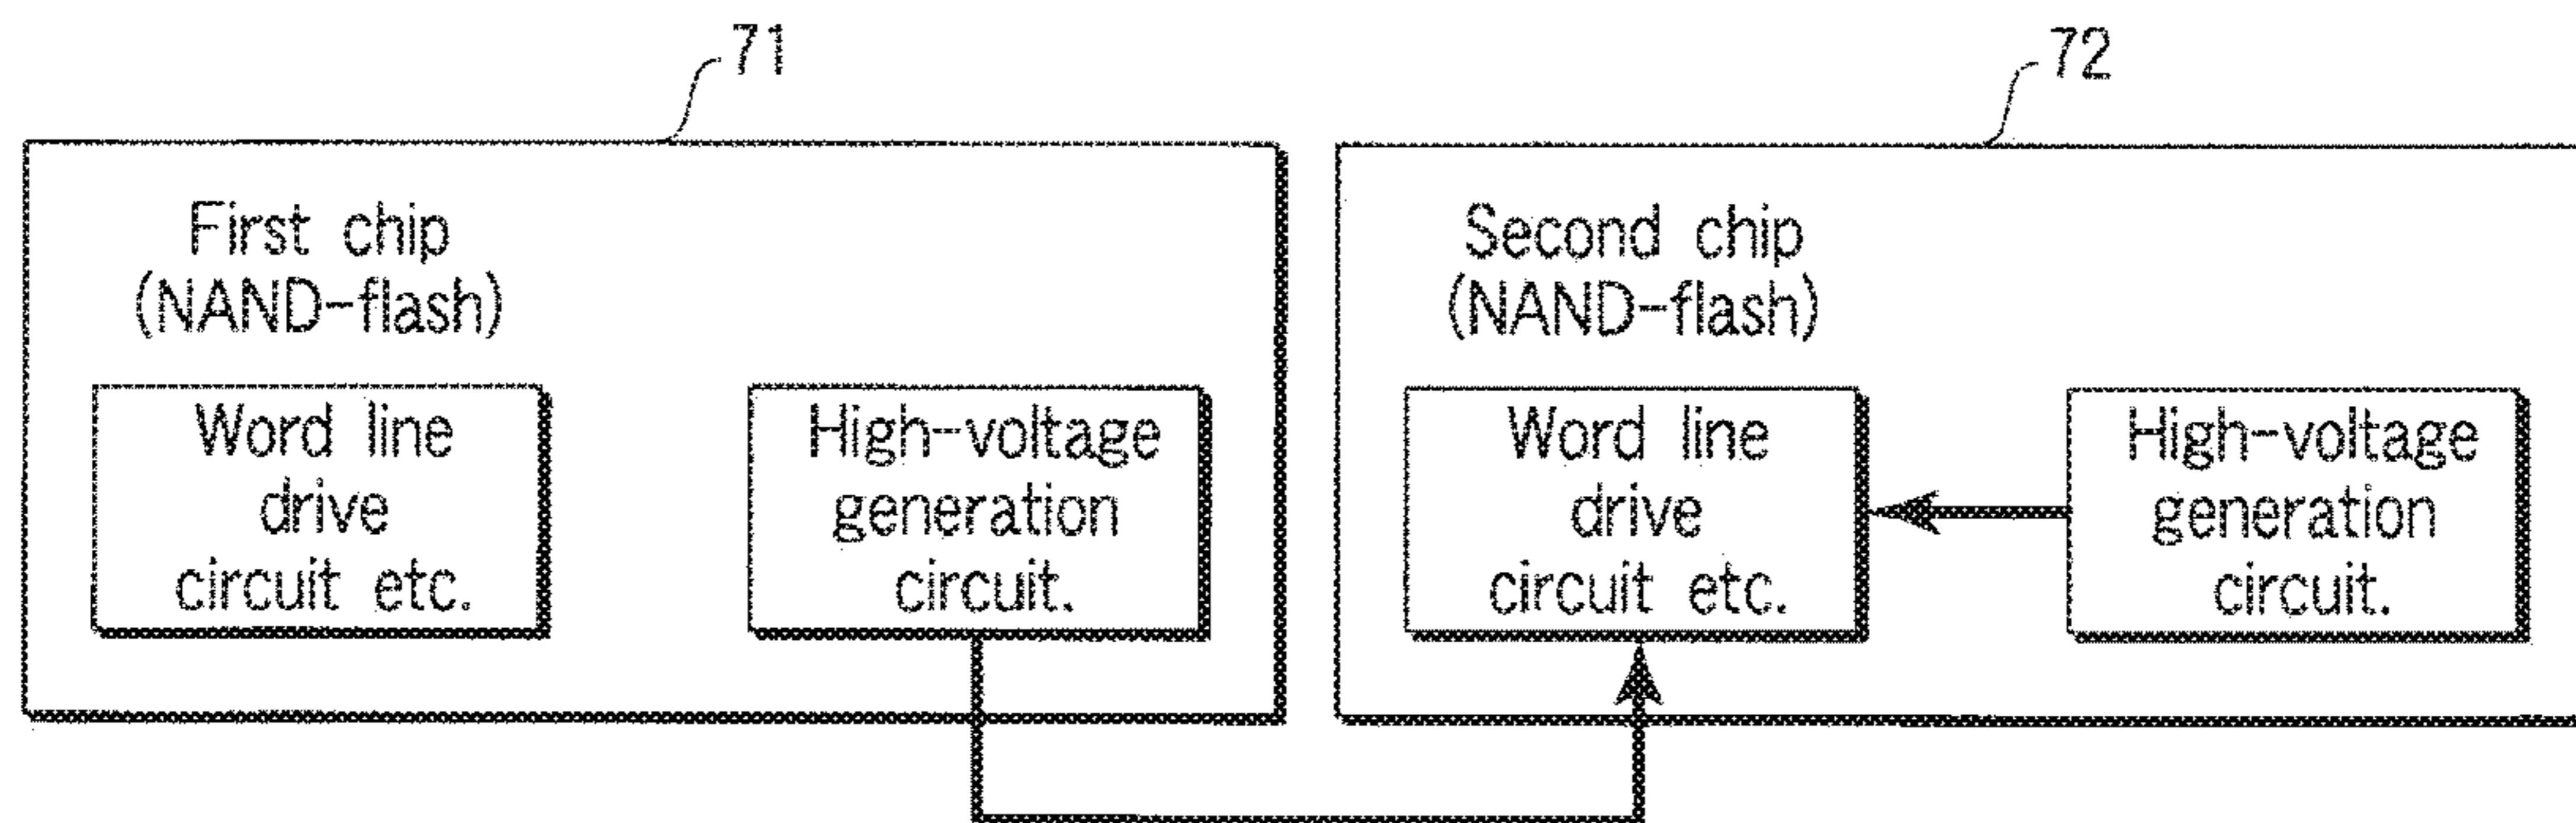 71
72
First chip
(NAND-flash)
Word line
drive
circuit etc.
High-voltage
generation
circuit.
Second chip
(NAND-flash)
Word line
drive
circuit etc.
High-voltage
generation
circuit.